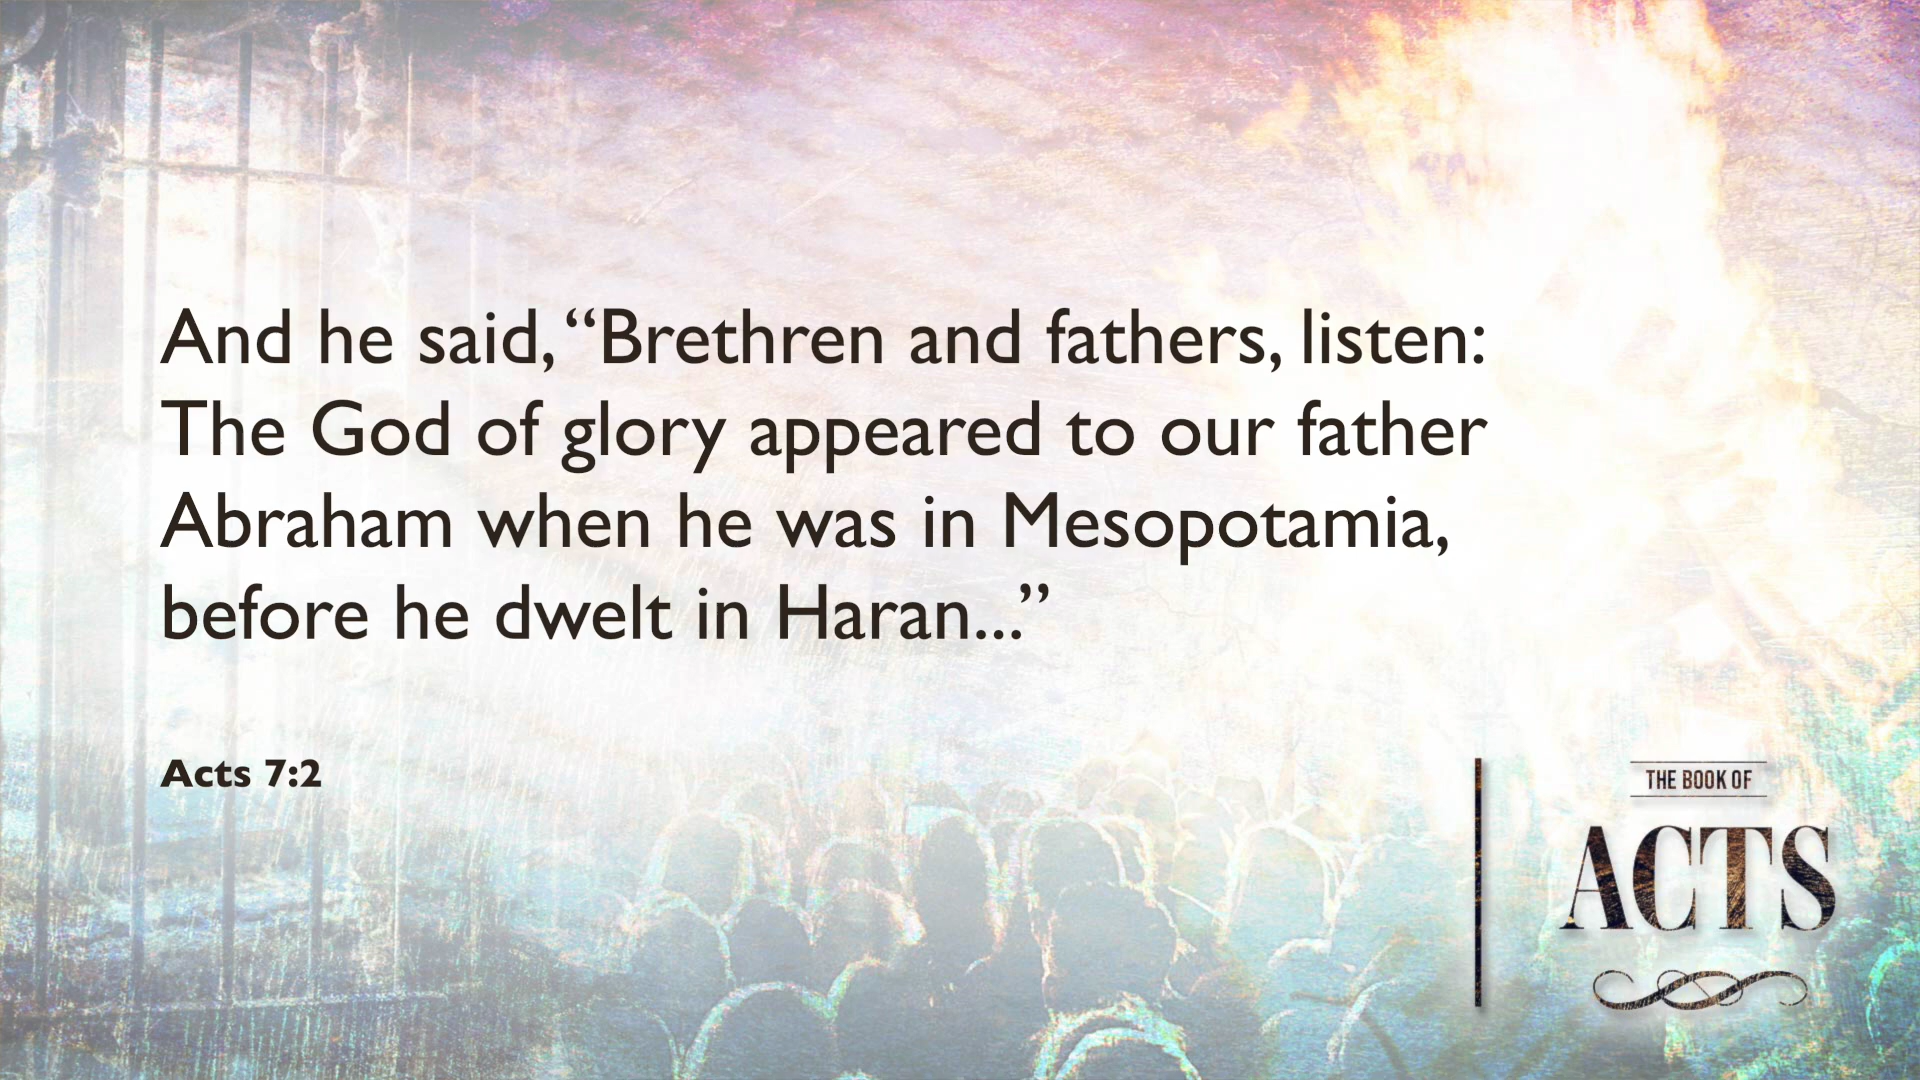 And he said, “Brethren and fathers, listen:
The God of glory appeared to our father
Abraham when he was in Mesopotamia,
before he dwelt in Haran...”
Acts 7:2
THE BOOK OF
ACTS